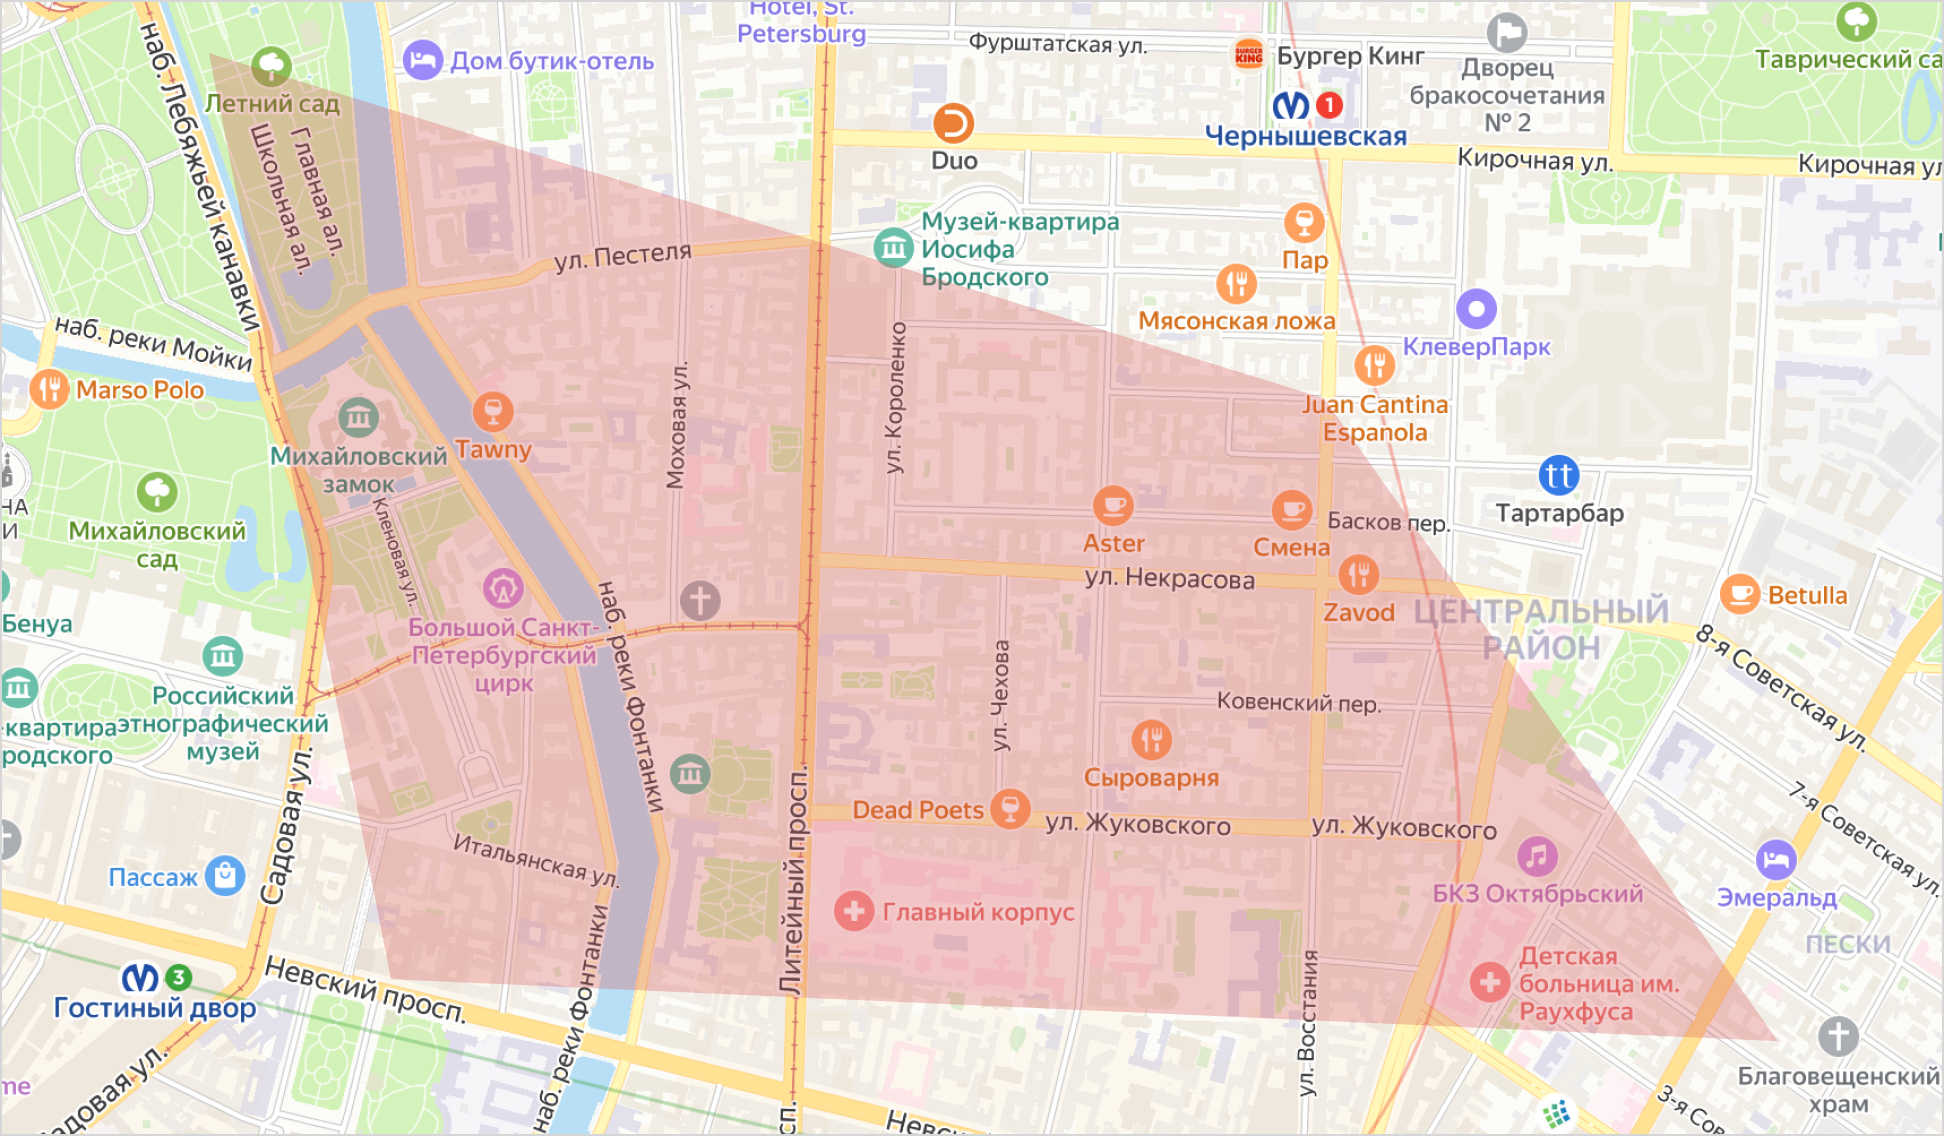 Hotel, St.
Petersburg
Фурштатская ул.
BURGER
KING
Бургер Кинг
Дворец
бракосочетания
№ 2
Таврический са
Дом бутик-отель
Летний сад
наб. Лебяжьей канавки
Главная ал.
Школьная ал.
Duo
1
Чернышевская
Кирочная ул.
Кирочная ул
ул. Пестеля
Музей-квартира
Иосифа
Бродского
Пар
Мясонская ложа
КлеверПарк
наб. реки Мойки
Marso Polo
Juan Cantina
Espanola
Моховая ул.
ул. Короленко
Tawny
Михайловский
замок
Михайловский
сад
НА
И
Кленовая ул.
tt
Тартарбар
Aster
Смена
Басков пер.
ул. Некрасова
Zavod
ЦЕНТРАЛЬНЫЙ
РАЙОН
Betulla
8-я Советская ул.
Бенуа
Большой Санкт-
Петербургский
цирк
наб. реки Фонтанки
ул. Чехова
Ковенский пер.
Российский
этнографический
музей
-квартира
родского
Сыроварня
Садовая ул.
Литейный просп.
Dead Poets
ул. Жуковского
ул. Жуковского
7-я Советская ул.
Итальянская ул.
Пассаж
БКЗ Октябрьский
Эмеральд
Главный корпус
ПЕСКИ
Детская
больница им.
Раухфуса
3
Гостиный двор
Невский просп.
наб. реки Фонтанки
ул. Восстания
Благовещенский
храм
me
адовая ул.
сп.
Невс
3-я Сов